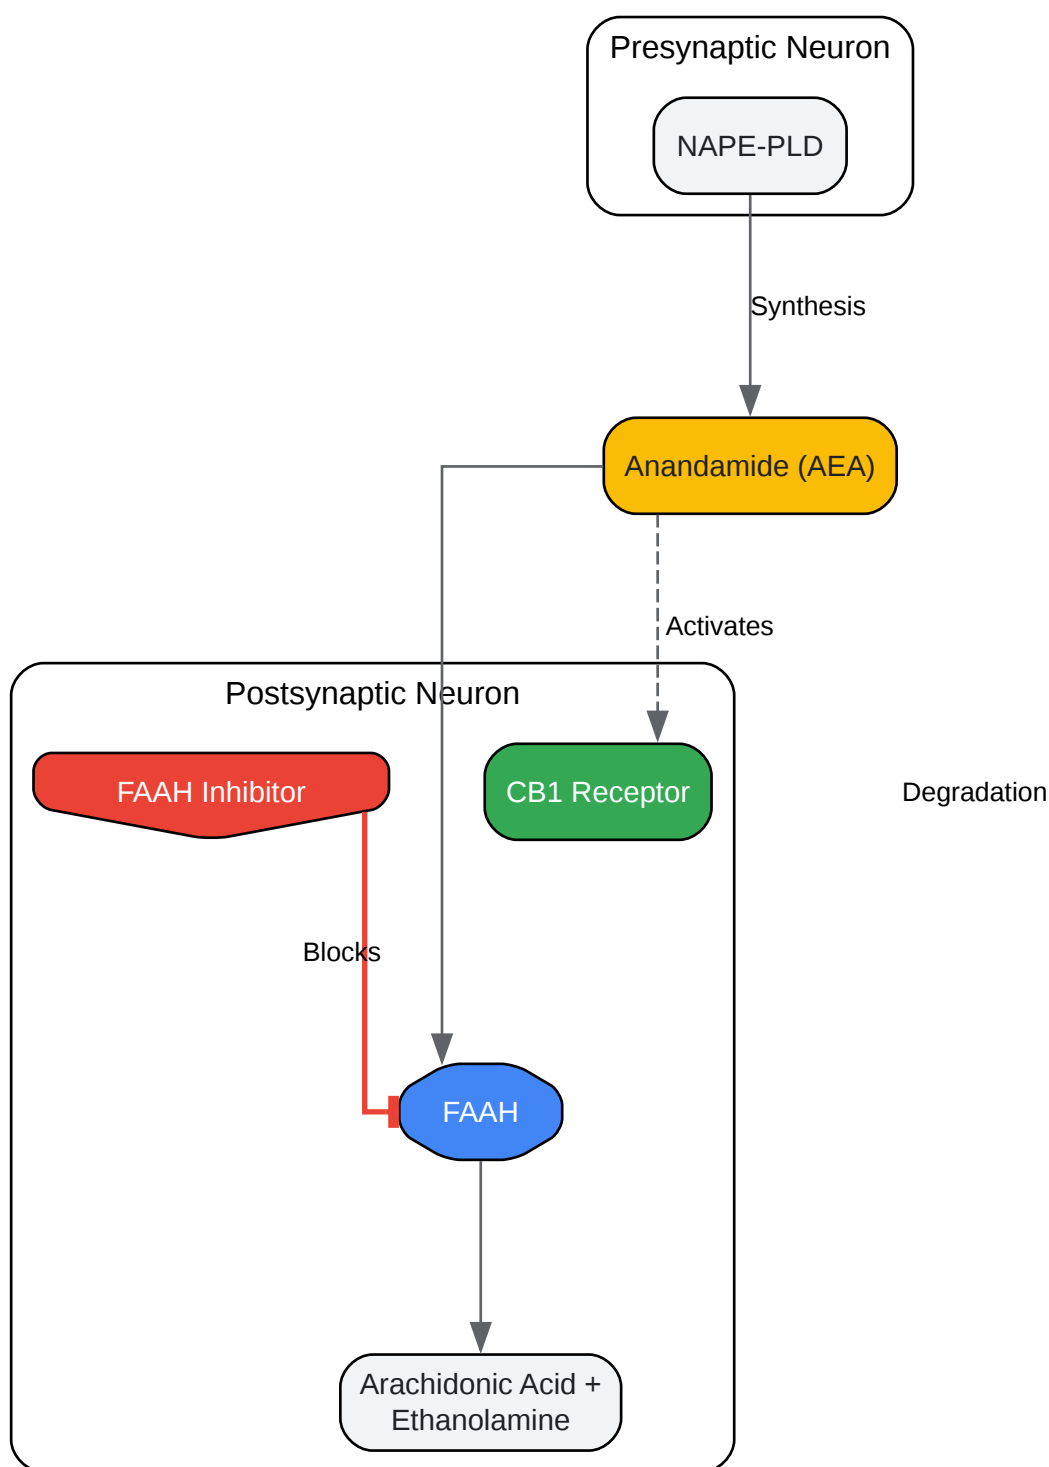 Presynaptic Neuron
NAPE-PLD
Synthesis
Anandamide (AEA)
Activates
Postsynaptic Neuron
FAAH Inhibitor
CB1 Receptor
Degradation
Blocks
FAAH
Arachidonic Acid +
Ethanolamine